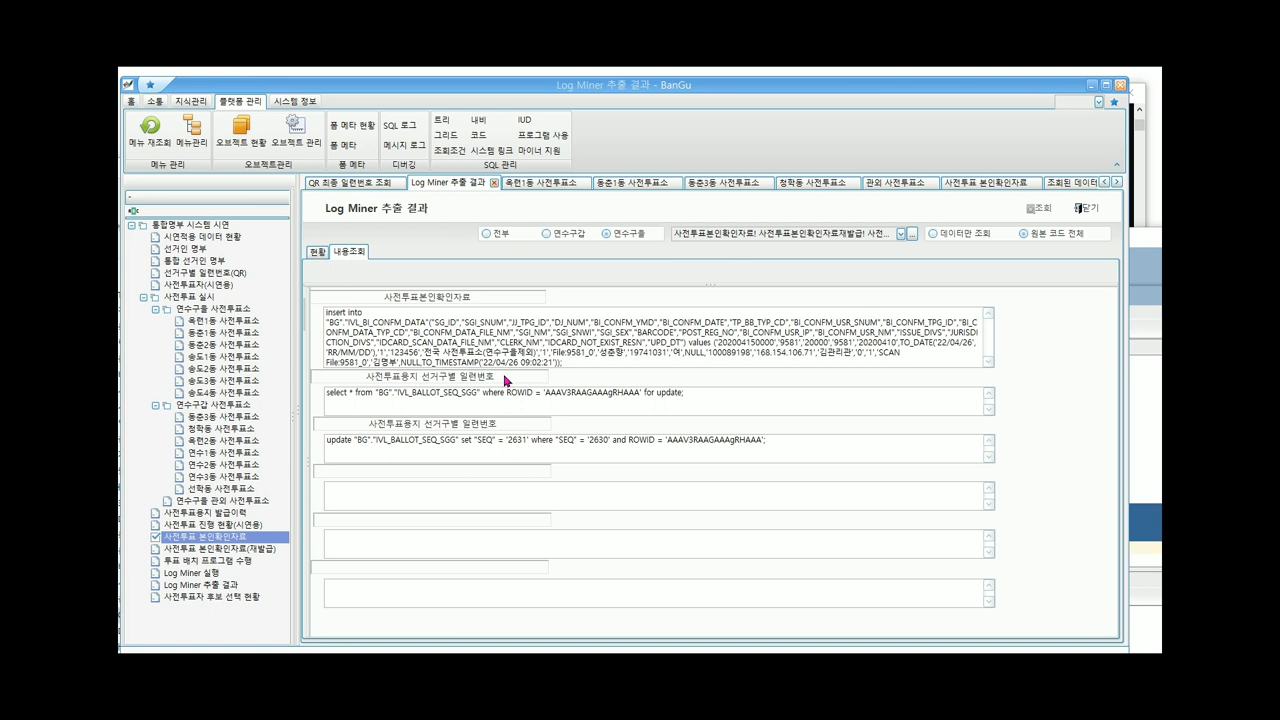 Log Miner 추출 결과 - BanGu
홈 소통 지식관리 플랫폼 관리 시스템 정보
메뉴 재조회 메뉴관리 오브젝트 현황 오브젝트 관리
폼 메타 현황
폼 메타
SQL 로그
메시지 로그
트리 내비 IUD
그리드 코드 프로그램 사용
조회조건 시스템 링크 마이너 지원
메뉴 관리 오브젝트관리 폼 메타 디버깅 SQL 관리
QR 최종 일련번호 조회 Log Miner 추출 결과 옥련1동 사전투표소 동춘1동 사전투표소 동춘3동 사전투표소 청학동 사전투표소 관외 사전투표소 사전투표 본인확인자료 조회된 데이터
-
통합명부 시스템 시연
시연적용 데이터 현황
선거인 명부
통합 선거인 명부
선거구별 일련번호(QR)
사전투표자(시연용)
사전투표 실시
연수구을 사전투표소
옥련1동 사전투표소
동춘1동 사전투표소
동춘2동 사전투표소
송도1동 사전투표소
송도2동 사전투표소
송도3동 사전투표소
송도4동 사전투표소
연수구갑 사전투표소
동춘3동 사전투표소
청학동 사전투표소
옥련2동 사전투표소
연수1동 사전투표소
연수2동 사전투표소
연수3동 사전투표소
선학동 사전투표소
연수구을 관외 사전투표소
사전투표용지 발급이력
사전투표 진행 현황(시연용)
사전투표 본인확인자료
사전투표 본인확인자료(재발급)
투표 배치 프로그램 수행
Log Miner 실행
Log Miner 추출 결과
사전투표자 후보 선택 현황
Log Miner 추출 결과
조회 닫기
전부 연수구갑 연수구을 사전투표본인확인자료! 사전투표본인확인자료재발급! 사전... ... 데이터만 조회 원본 코드 전체
현황 내용조회
사전투표본인확인자료
insert into
"BG"."IVL_BI_CONFM_DATA"("SG_ID","SGI_SNUM","JJ_TPG_ID","DJ_NUM","BI_CONFM_YMD","BI_CONFM_DATE","TP_BB_TYP_CD","BI_CONFM_USR_SNUM","BI_CONFM_TPG_ID","BI_C
ONFM_DATA_TYP_CD","BI_CONFM_DATA_FILE_NM","SGI_NM","SGI_SNWI","SGI_SEX","BARCODE","POST_REG_NO","BI_CONFM_USR_IP","BI_CONFM_USR_NM","ISSUE_DIVS","JURISDI
CTION_DIVS","IDCARD_SCAN_DATA_FILE_NM","CLERK_NM","IDCARD_NOT_EXIST_RESN","UPD_DT") values ('202004150000','9581','20000','9581','20200410',TO_DATE('22/04/26',
'RR/MM/DD'),'1','123456','전국 사전투표소(연수구을제외)','1','File:9581_0','성춘향','19741031','여',NULL,'100089198','168.154.106.71','김관리관','0','1','SCAN
File:9581_0','김명부',NULL,TO_TIMESTAMP('22/04/26 09:02:21'));
사전투표용지 선거구별 일련번호
select * from "BG"."IVL_BALLOT_SEQ_SGG" where ROWID = 'AAAV3RAAGAAAgRHAAA' for update;
사전투표용지 선거구별 일련번호
update "BG"."IVL_BALLOT_SEQ_SGG" set "SEQ" = '2631' where "SEQ" = '2630' and ROWID = 'AAAV3RAAGAAAgRHAAA';